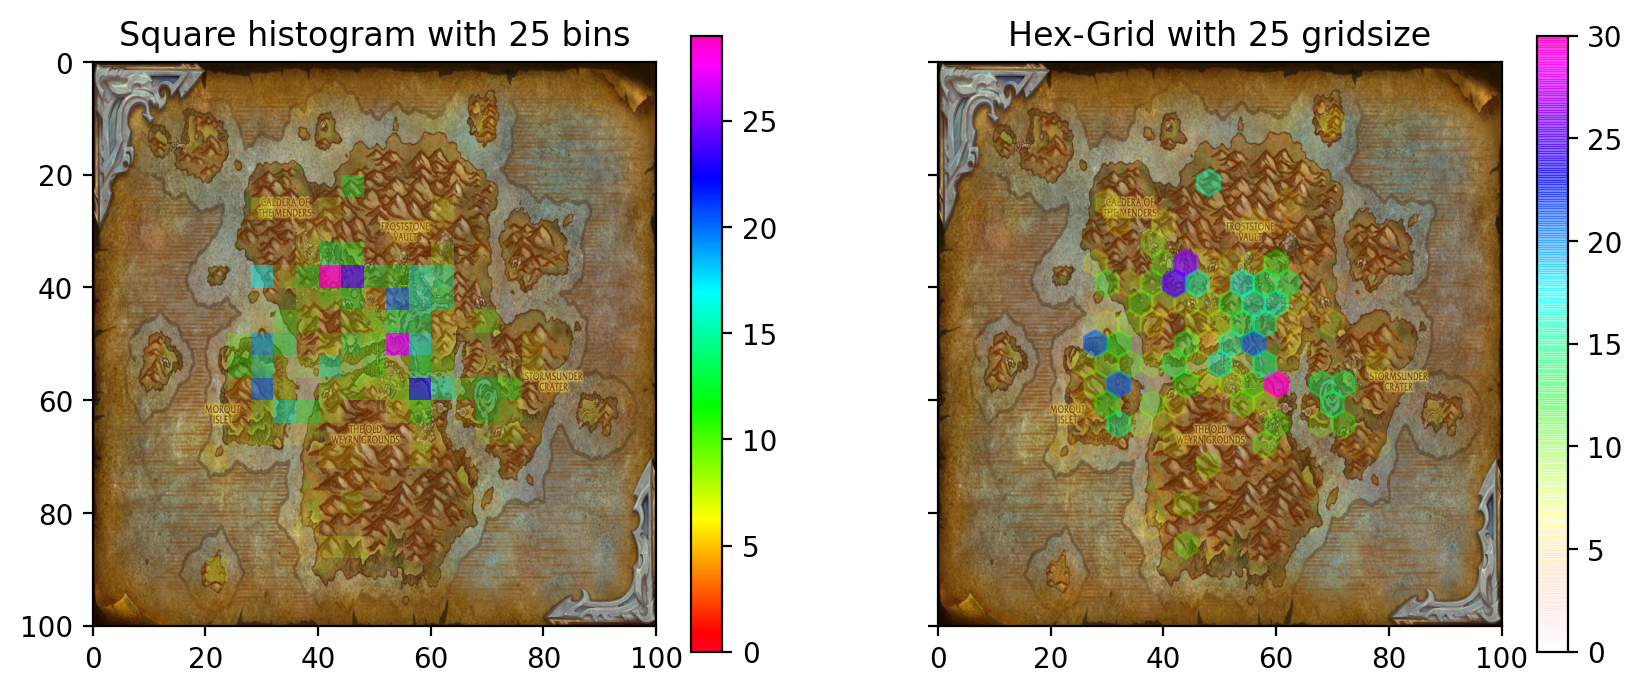 Square histogram with 25 bins
0
20
40
60
80
100
0
20
40
60
80
100
CALDERA OF
THE MENDERS
FROSTSTONE
VAULT
STORMSUNDER
CRATER
MORQUT
ISLET
THE OLD
WEYRN GROUNDS
25
20
15
10
5
0
Hex-Grid with 25 gridsize
0
20
40
60
80
100
CALDERA OF
THE MENDERS
FROSTSTONE
VAULT
STORMSUNDER
CRATER
MORQUT
ISLET
THE OLD
WEYRN GROUNDS
30
25
20
15
10
5
0